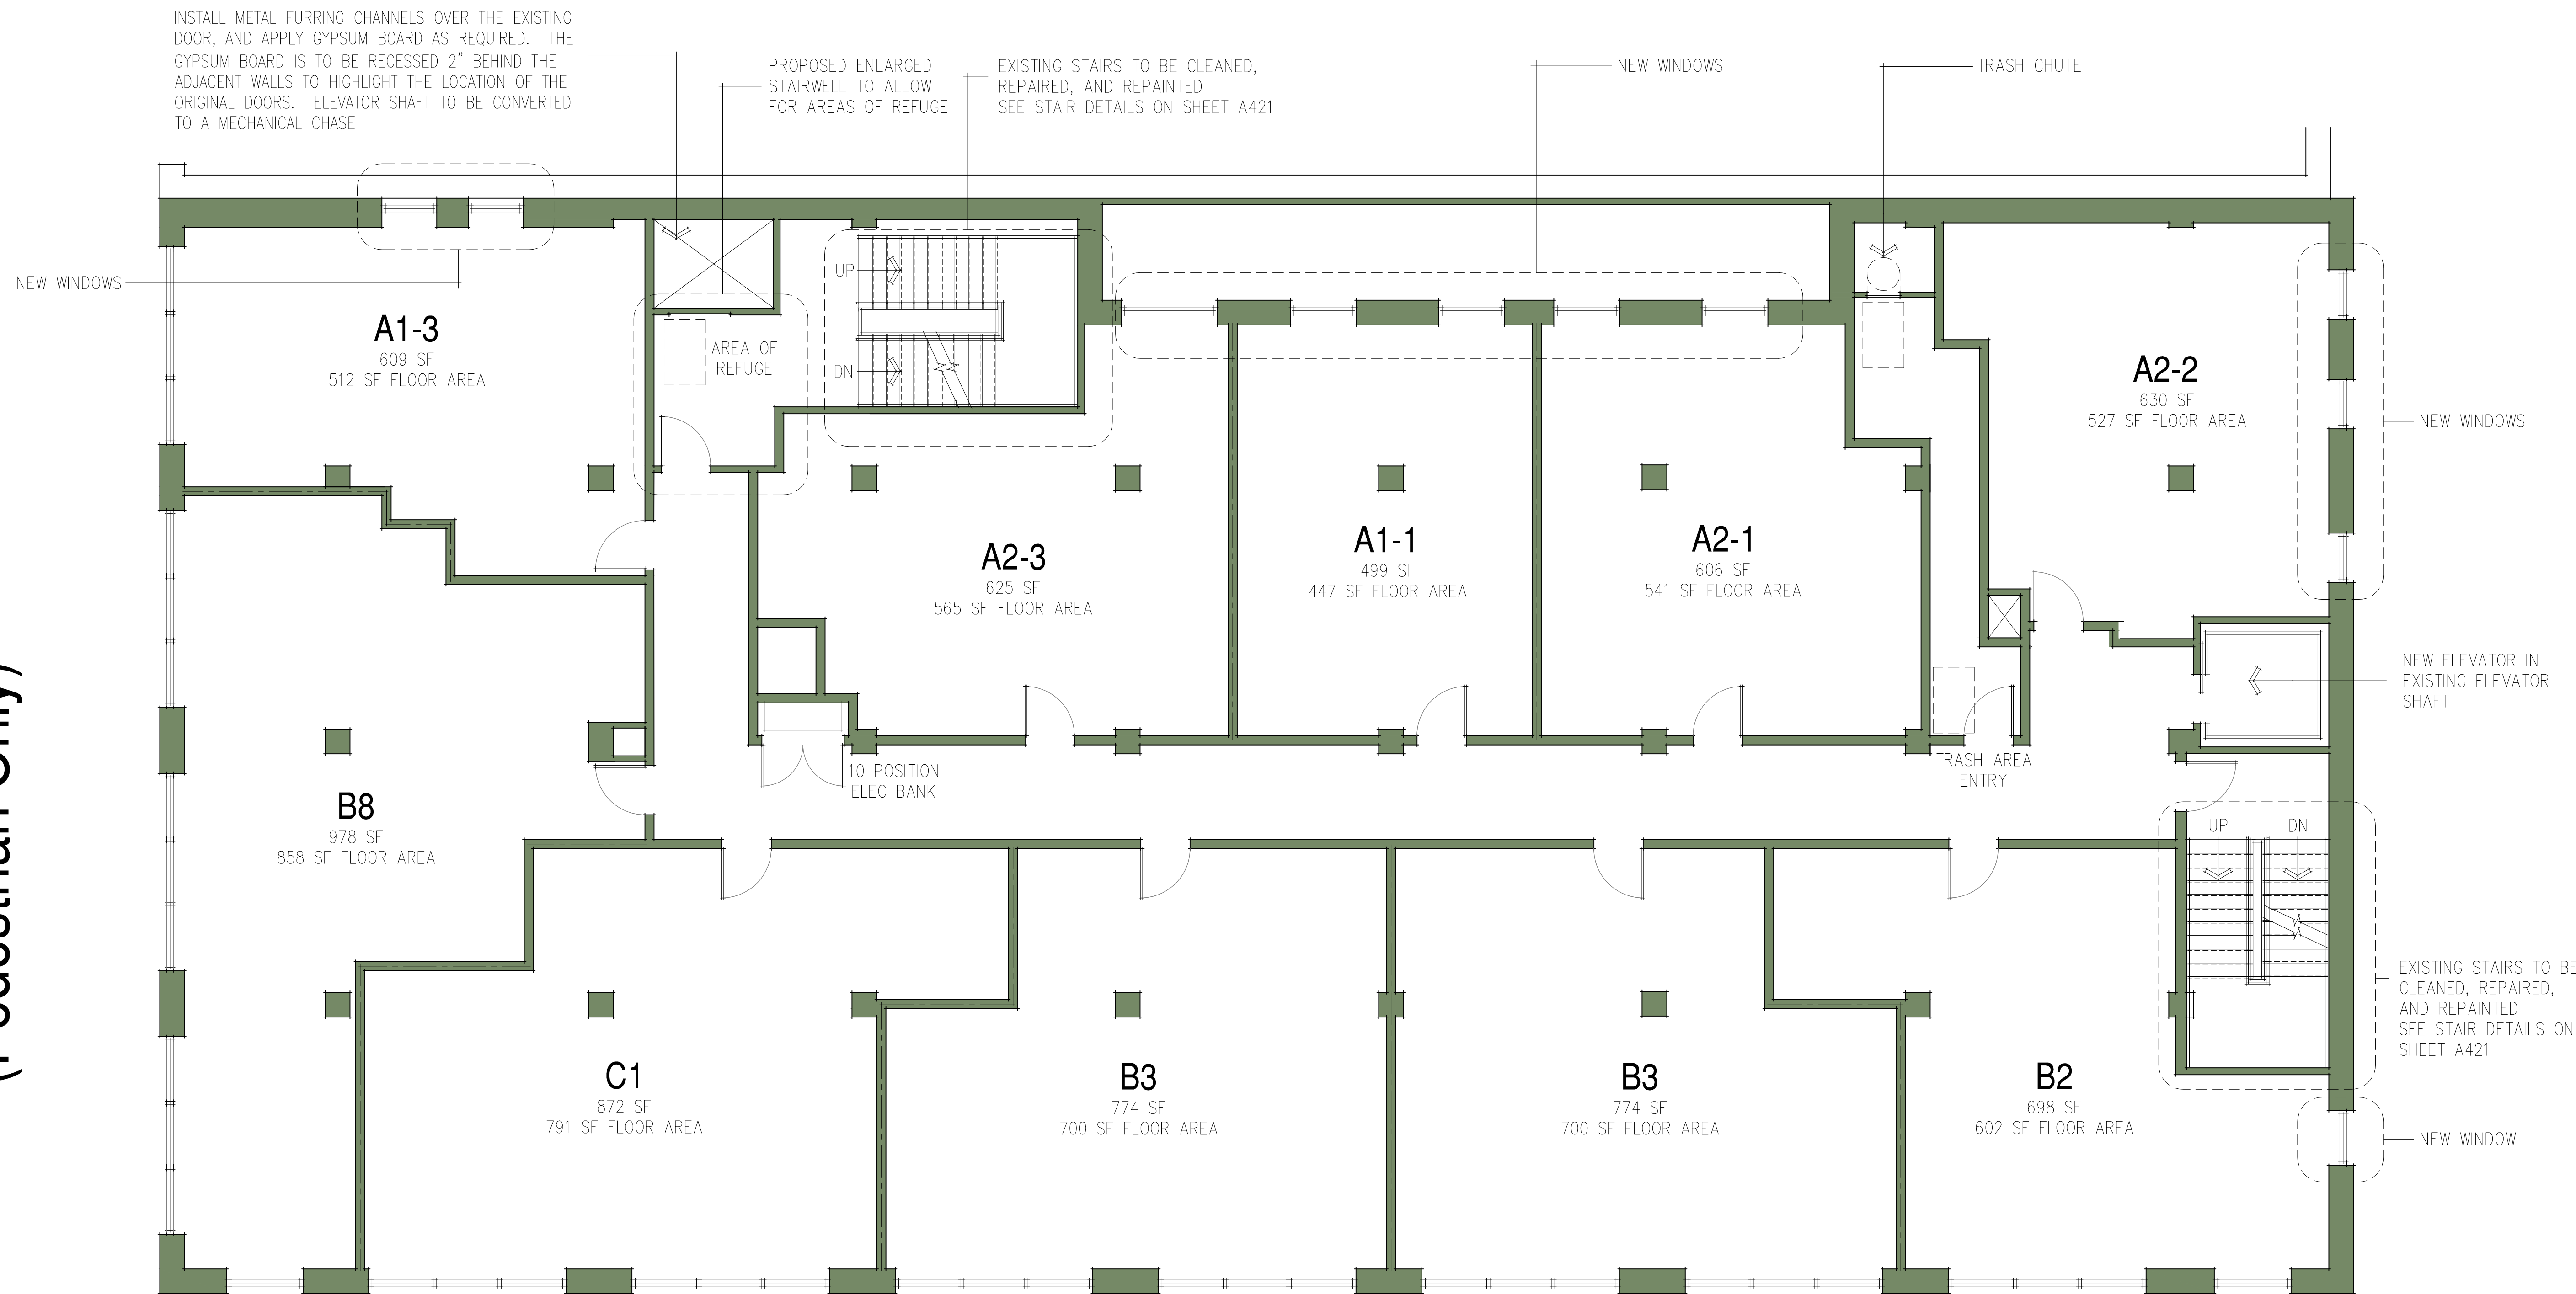 INSTALL METAL FURRING CHANNELS OVER THE EXISTING
DOOR, AND APPLY GYPSUM BOARD AS REQUIRED. THE
GYPSUM BOARD IS TO BE RECESSED 2" BEHIND THE
ADJACENT WALLS TO HIGHLIGHT THE LOCATION OF THE
ORIGINAL DOORS. ELEVATOR SHAFT TO BE CONVERTED
TO A MECHANICAL CHASE
PROPOSED ENLARGED
STAIRWELL TO ALLOW
FOR AREAS OF REFUGE
EXISTING STAIRS TO BE CLEANED,
REPAIRED, AND REPAINTED
SEE STAIR DETAILS ON SHEET A421
NEW WINDOWS
TRASH CHUTE
NEW WINDOWS
UP
DN
AREA OF
REFUGE
A1-3
609 SF
512 SF FLOOR AREA
A2-2
630 SF
527 SF FLOOR AREA
NEW WINDOWS
A2-3
625 SF
565 SF FLOOR AREA
A1-1
499 SF
447 SF FLOOR AREA
A2-1
606 SF
541 SF FLOOR AREA
NEW ELEVATOR IN
EXISTING ELEVATOR
SHAFT
10 POSITION
ELEC BANK
TRASH AREA
ENTRY
B8
978 SF
858 SF FLOOR AREA
UP
DN
EXISTING STAIRS TO BE
CLEANED, REPAIRED,
AND REPAINTED
SEE STAIR DETAILS ON
SHEET A421
C1
872 SF
791 SF FLOOR AREA
B3
774 SF
700 SF FLOOR AREA
B3
774 SF
700 SF FLOOR AREA
B2
698 SF
602 SF FLOOR AREA
NEW WINDOW
(Pedestrian Only)